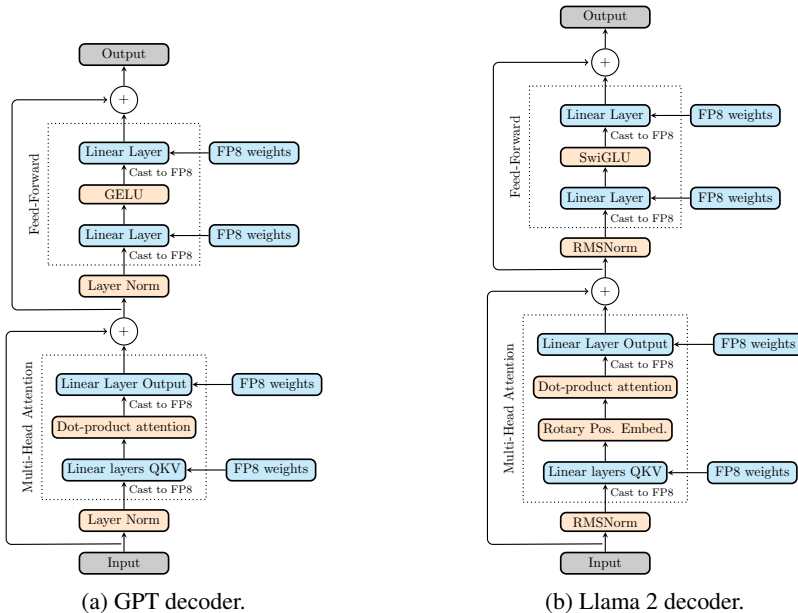 Output
+
Linear Layer
FP8 weights
Cast to FP8
GELU
Linear Layer
FP8 weights
Cast to FP8
Feed-Forward
Layer Norm
+
Linear Layer Output
FP8 weights
Cast to FP8
Dot-product attention
Linear layers QKV
FP8 weights
Cast to FP8
Multi-Head Attention
Layer Norm
Input
(a) GPT decoder.
Output
+
Linear Layer
FP8 weights
Cast to FP8
SwiGLU
Linear Layer
FP8 weights
Cast to FP8
Feed-Forward
RMSNorm
+
Linear Layer Output
FP8 weights
Cast to FP8
Dot-product attention
Rotary Pos. Embed.
Linear layers QKV
FP8 weights
Cast to FP8
Multi-Head Attention
RMSNorm
Input
(b) Llama 2 decoder.